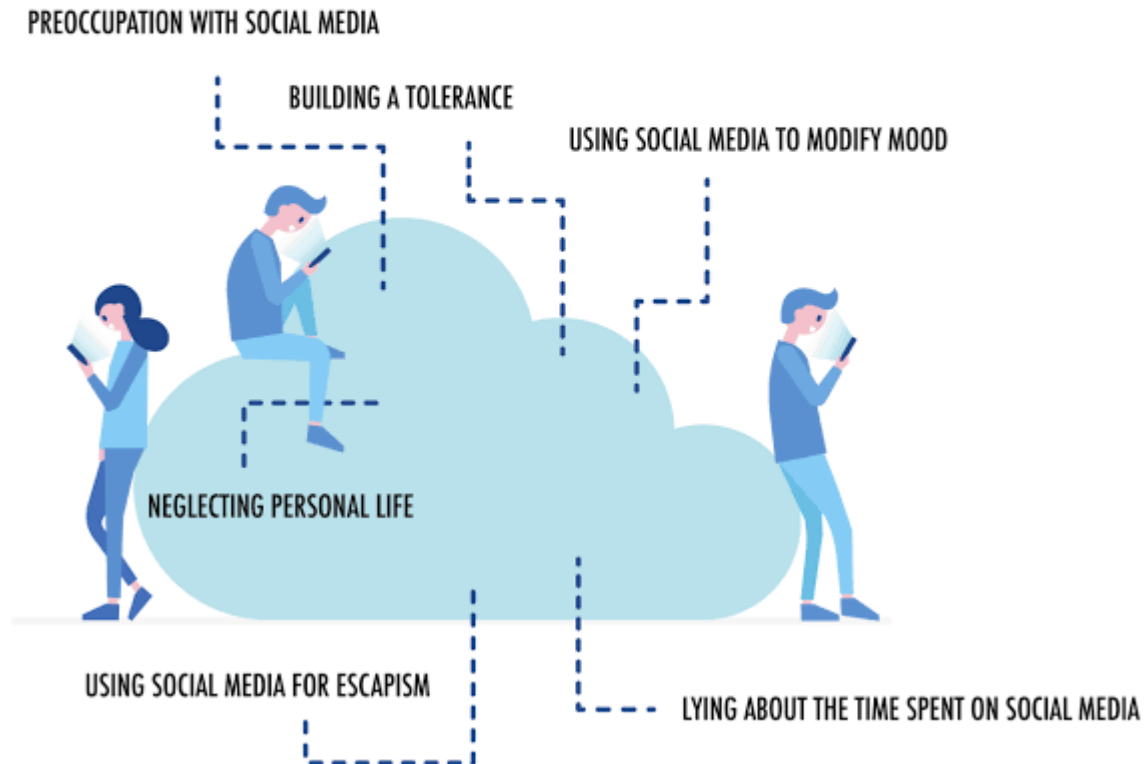 PREOCCUPATION WITH SOCIAL MEDIA
BUILDING A TOLERANCE
USING SOCIAL MEDIA TO MODIFY MOOD
NEGLECTING PERSONAL LIFE
USING SOCIAL MEDIA FOR ESCAPISM
LYING ABOUT THE TIME SPENT ON SOCIAL MEDIA